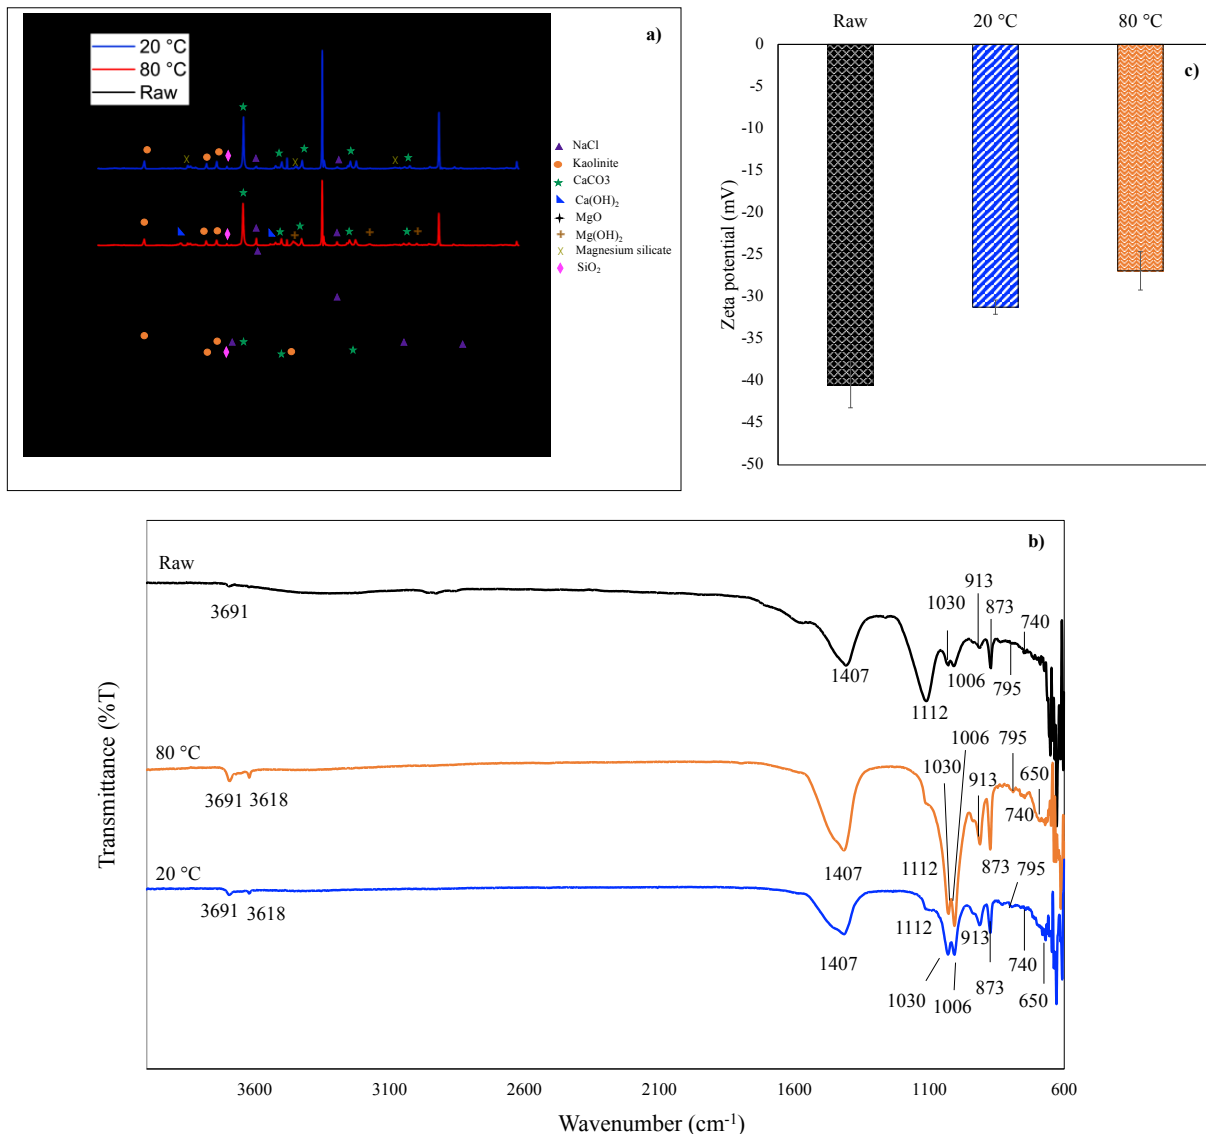 20 °C
80 °C
Raw
a)
NaCl
Kaolinite
CaCO3
Ca(OH)₂
MgO
Mg(OH)₂
Magnesium silicate
SiO₂
Raw 20 °C 80 °C
c)
Zeta potential (mV)
0
-5
-10
-15
-20
-25
-30
-35
-40
-45
-50
b)
Transmittance (%T)
Raw
3691
1407
1112
1030
1006
913
873
795
740
80 °C
3691 3618
1407
1112
1030
1006
913
873
795
740
650
20 °C
3691 3618
1407
1112
1030
1006
913
873
795
740
650
3600 3100 2600 2100 1600 1100 600
Wavenumber (cm⁻¹)